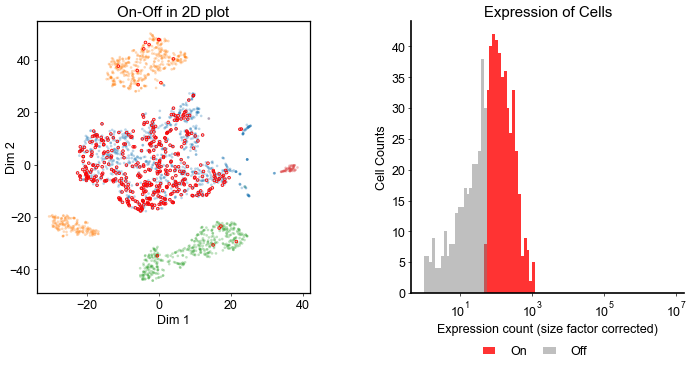 On-Off in 2D plot
Dim 2
40
20
0
−20
−40
−20
0
20
40
Dim 1
Expression of Cells
Cell Counts
40
35
30
25
20
15
10
5
0
10^1
10^3
10^5
10^7
Expression count (size factor corrected)
On
Off